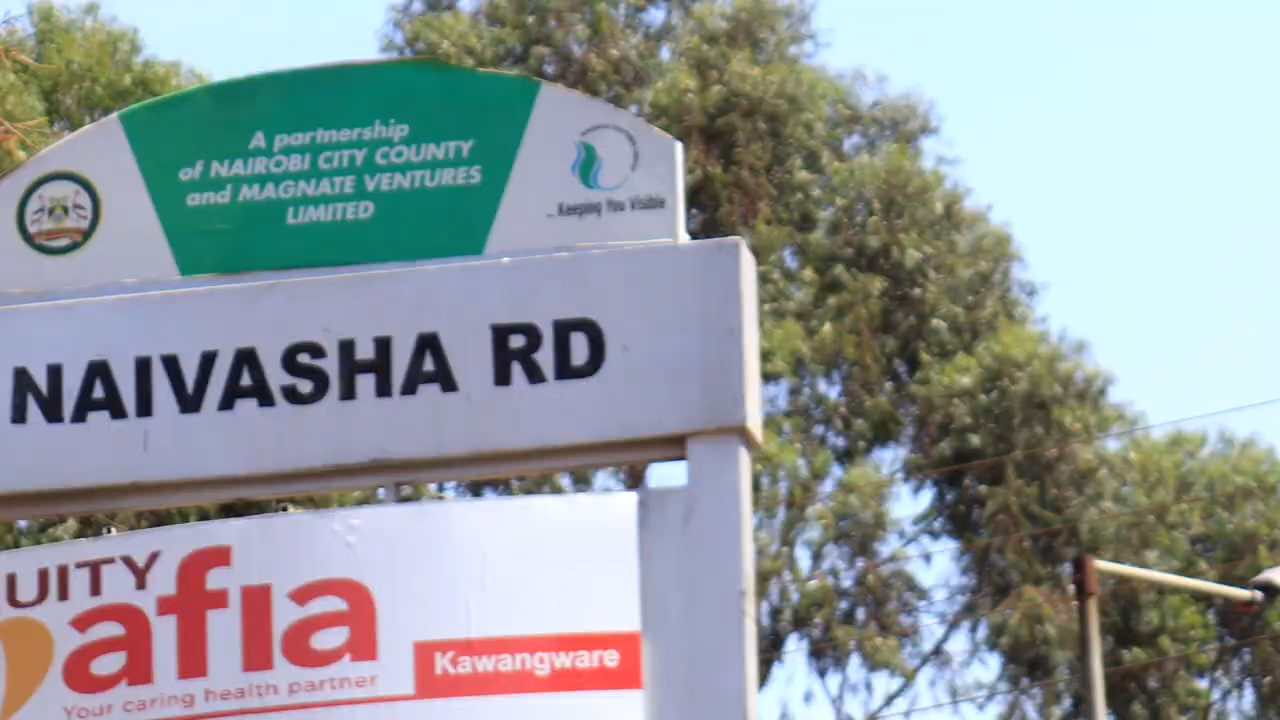 A partnership
of NAIROBI CITY COUNTY
and MAGNATE VENTURES
LIMITED
... Keeping You Visible
NAIVASHA RD
UITY
afia
Your caring health partner
Kawangware